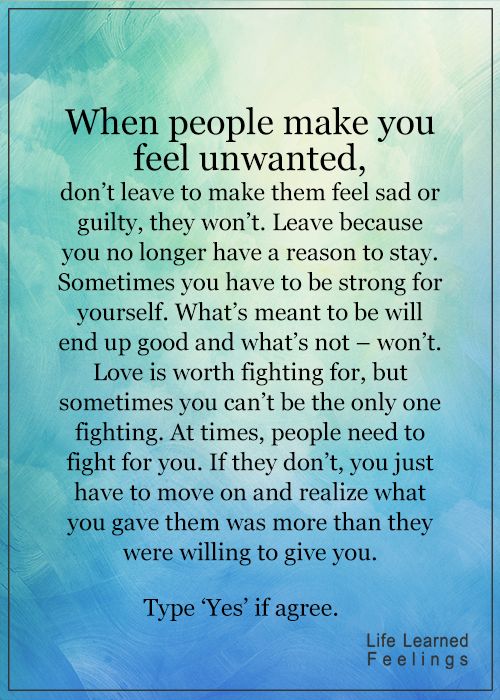 When people make you
feel unwanted,
don’t leave to make them feel sad or
guilty, they won’t. Leave because
you no longer have a reason to stay.
Sometimes you have to be strong for
yourself. What’s meant to be will
end up good and what’s not – won’t.
Love is worth fighting for, but
sometimes you can’t be the only one
fighting. At times, people need to
fight for you. If they don’t, you just
have to move on and realize what
you gave them was more than they
were willing to give you.
Type ‘Yes’ if agree.
Life Learned
Feelings